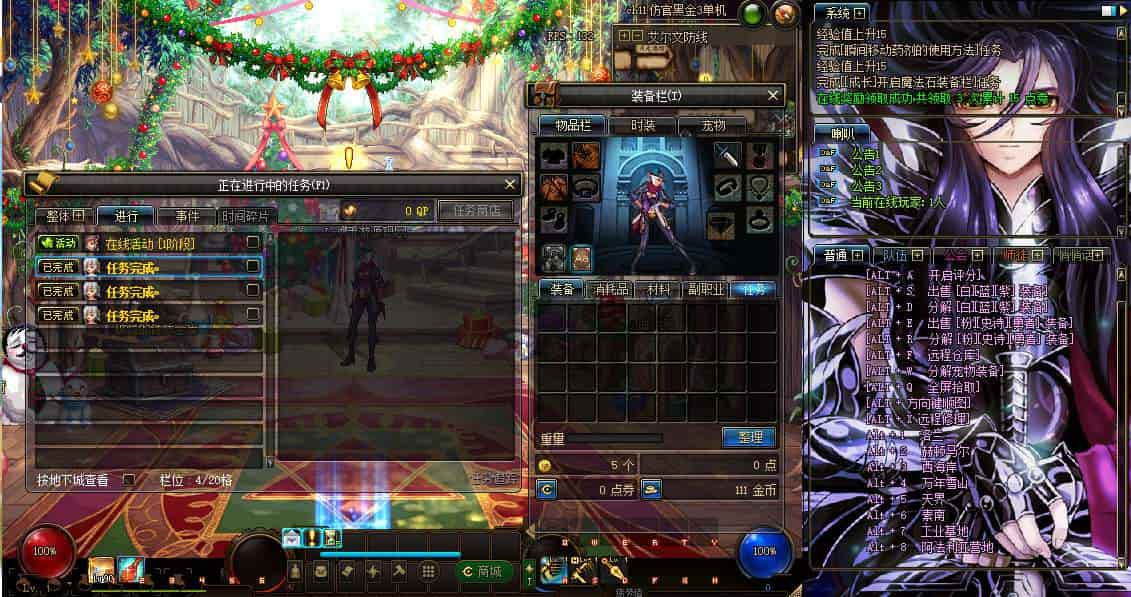 ch11 仿官黑金3单机
艾尔文防线
正在进行中的任务(F1)
整体
进行
事件
时间碎片
0 QP
任务商店
活动 在线活动 [1阶段]
已完成 任务完成
已完成 任务完成
已完成 任务完成
按地下城查看
栏位 4/20格
100%
Lv. 1
商城
装备栏(I)
物品栏
时装
宠物
装备
消耗品
材料
副职业
任务
重量
整理
5 个
0 点
0 点券
111 金币
100%
系统
经验值上升15
完成[瞬间移动药剂的使用方法]任务
经验值上升15
完成[[成长]开启魔法石装备栏]任务
在线奖励领取成功,共领取 3 次累计 15 点券
喇叭
公告1
公告2
公告3
当前在线玩家: 1人
普通
队伍
公会
师徒
悄悄话
[ALT + A 开启评分]
[ALT + S 出售 [白][蓝][紫] 装备]
[ALT + D 分解 [白][蓝][紫] 装备]
[ALT + E 出售 [粉][史诗][勇者] 装备]
[ALT + R 分解 [粉][史诗][勇者] 装备]
[ALT + F 远程仓库]
[ALT + W 分解宠物装备]
[ALT + Q 全屏拾取]
[ALT + 方向键顺图]
[ALT + X 远程修理]
Alt + 1 洛兰
Alt + 2 赫顿马尔
Alt + 3 西海岸
Alt + 4 万年雪山
Alt + 5 天界
Alt + 6 素南
Alt + 7 工业基地
Alt + 8 阿法利亚营地